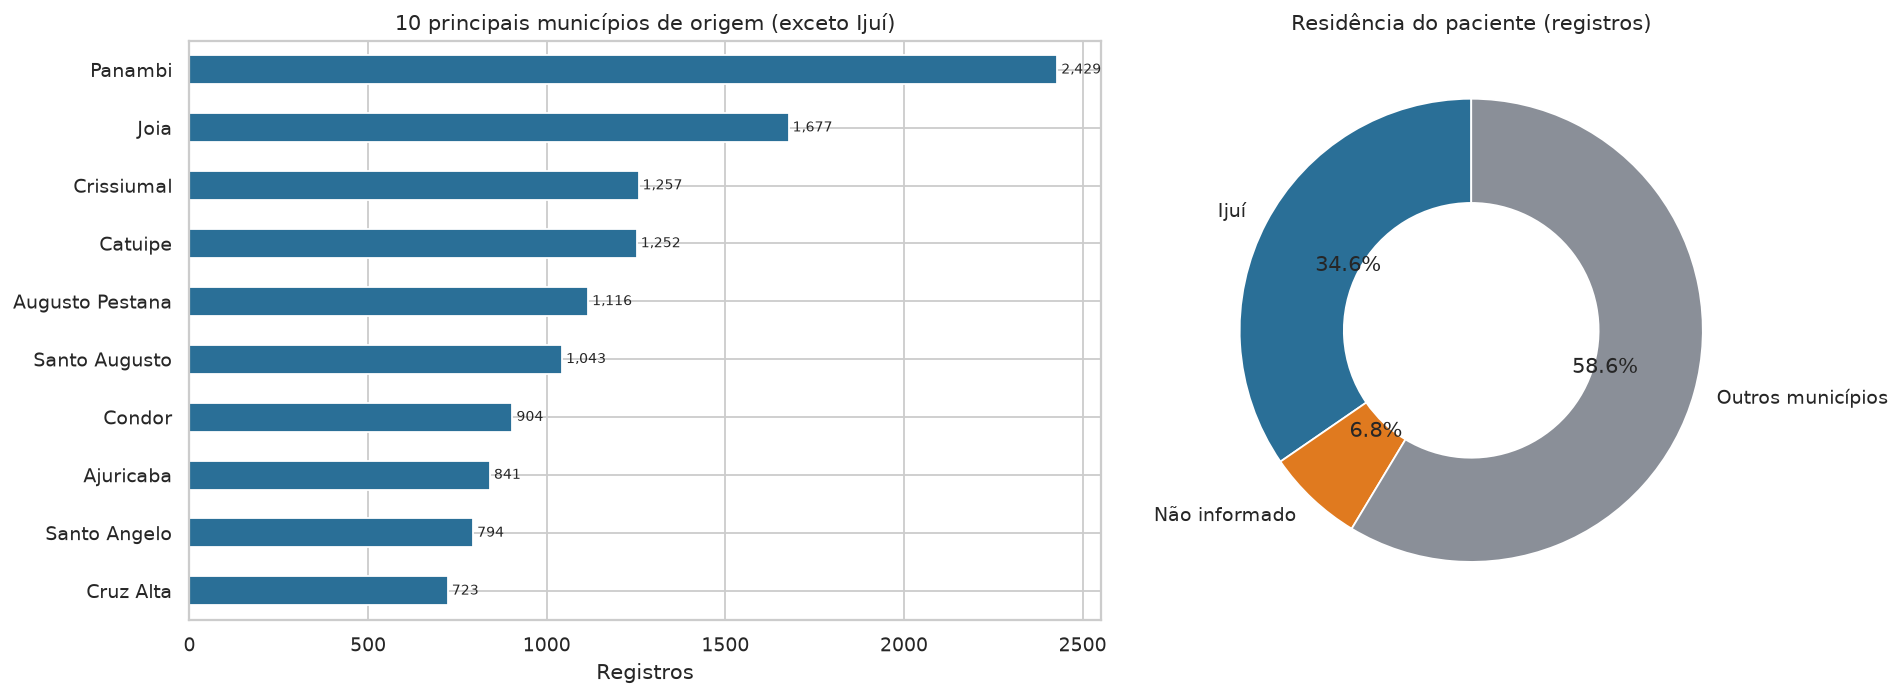 10 principais municípios de origem (exceto Ijuí)
Panambi
2,429
Joia
1,677
Crissiumal
1,257
Catuipe
1,252
Augusto Pestana
1,116
Santo Augusto
1,043
Condor
904
Ajuricaba
841
Santo Angelo
794
Cruz Alta
723
0
500
1000
1500
2000
2500
Registros
Residência do paciente (registros)
Ijuí
34.6%
58.6%
Outros municípios
6.8%
Não informado